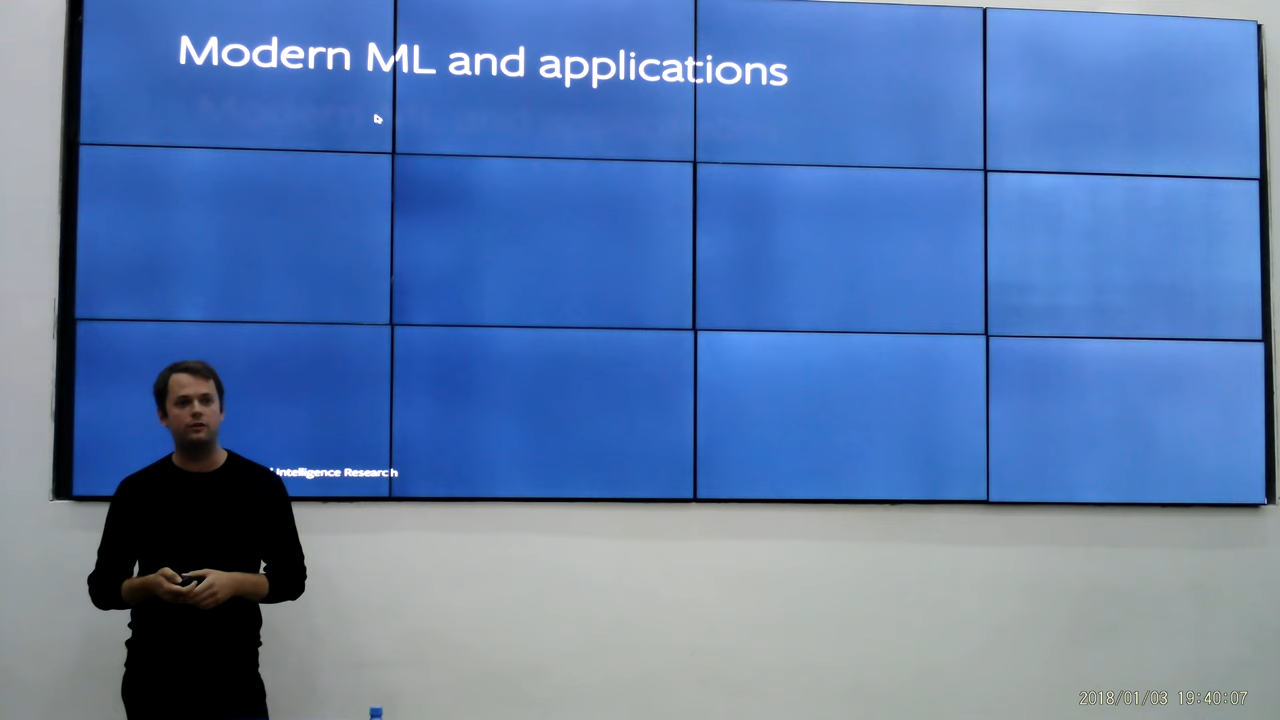 Modern ML and applications
Intelligence Research
2018/01/03 19:40:07